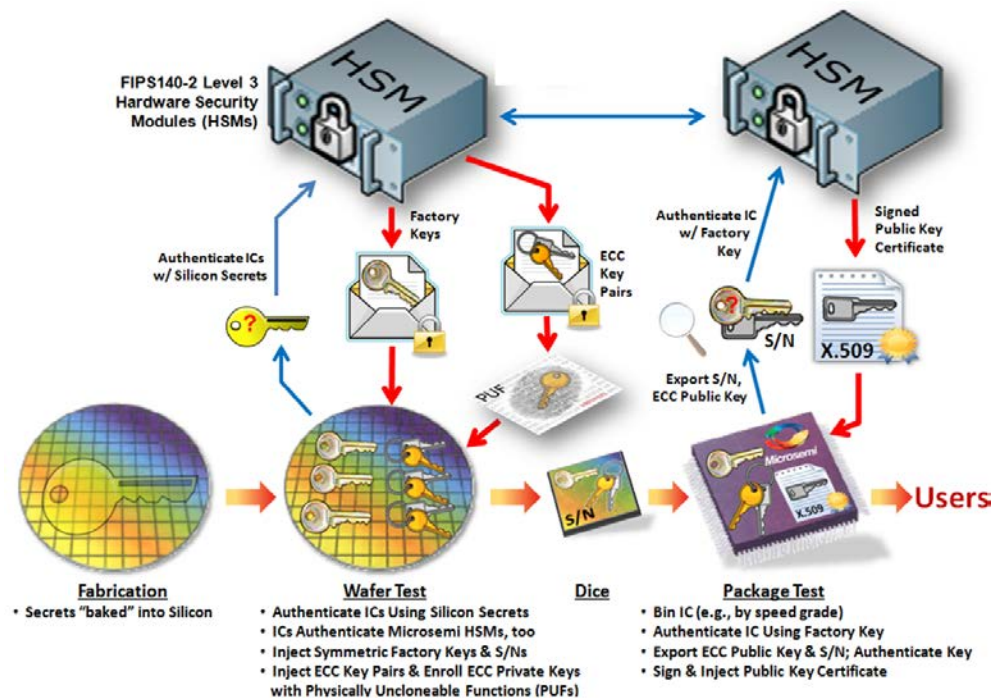 HSM
HSM
FIPS140-2 Level 3
Hardware Security
Modules (HSMs)
Authenticate ICs
w/ Silicon Secrets
?
Factory
Keys
ECC
Key
Pairs
Authenticate IC
w/ Factory
Key
Signed
Public Key
Certificate
?
S/N
X.509
PUF
Export S/N,
ECC Public Key
S/N
Microsemi
X.509
Users
Fabrication
• Secrets “baked” into Silicon
Wafer Test
• Authenticate ICs Using Silicon Secrets
• ICs Authenticate Microsemi HSMs, too
• Inject Symmetric Factory Keys & S/Ns
• Inject ECC Key Pairs & Enroll ECC Private Keys
with Physically Uncloneable Functions (PUFs)
Dice
Package Test
• Bin IC (e.g., by speed grade)
• Authenticate IC Using Factory Key
• Export ECC Public Key & S/N; Authenticate Key
• Sign & Inject Public Key Certificate